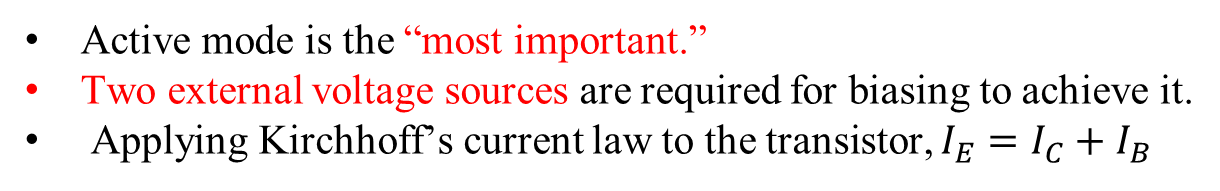 • Active mode is the “most important.”
• Two external voltage sources are required for biasing to achieve it.
• Applying Kirchhoff’s current law to the transistor, I_E = I_C + I_B